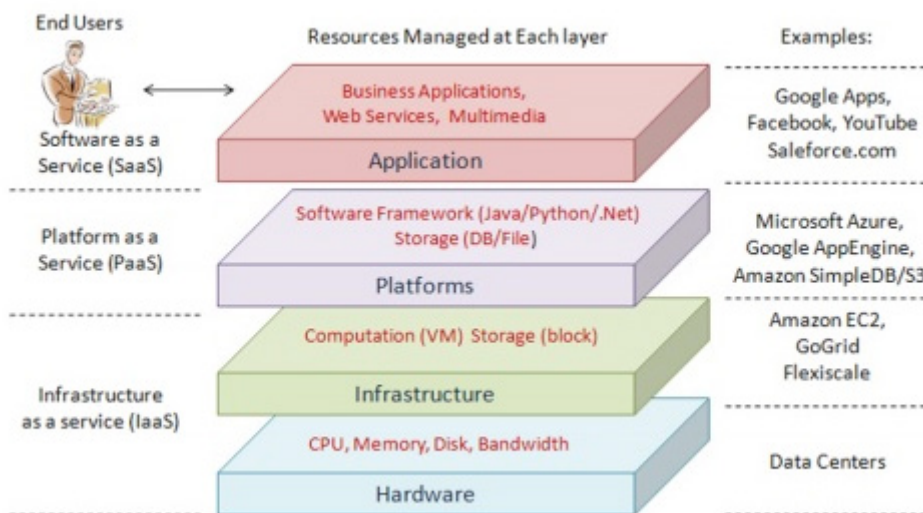 End Users
Resources Managed at Each layer
Examples:
Business Applications,
Web Services, Multimedia
Application
Software as a
Service (SaaS)
Google Apps,
Facebook, YouTube
Saleforce.com
Platform as a
Service (PaaS)
Software Framework (Java/Python/.Net)
Storage (DB/File)
Platforms
Microsoft Azure,
Google AppEngine,
Amazon SimpleDB/S3
Infrastructure
as a service (IaaS)
Computation (VM) Storage (block)
Infrastructure
Amazon EC2,
GoGrid
Flexiscale
CPU, Memory, Disk, Bandwidth
Hardware
Data Centers